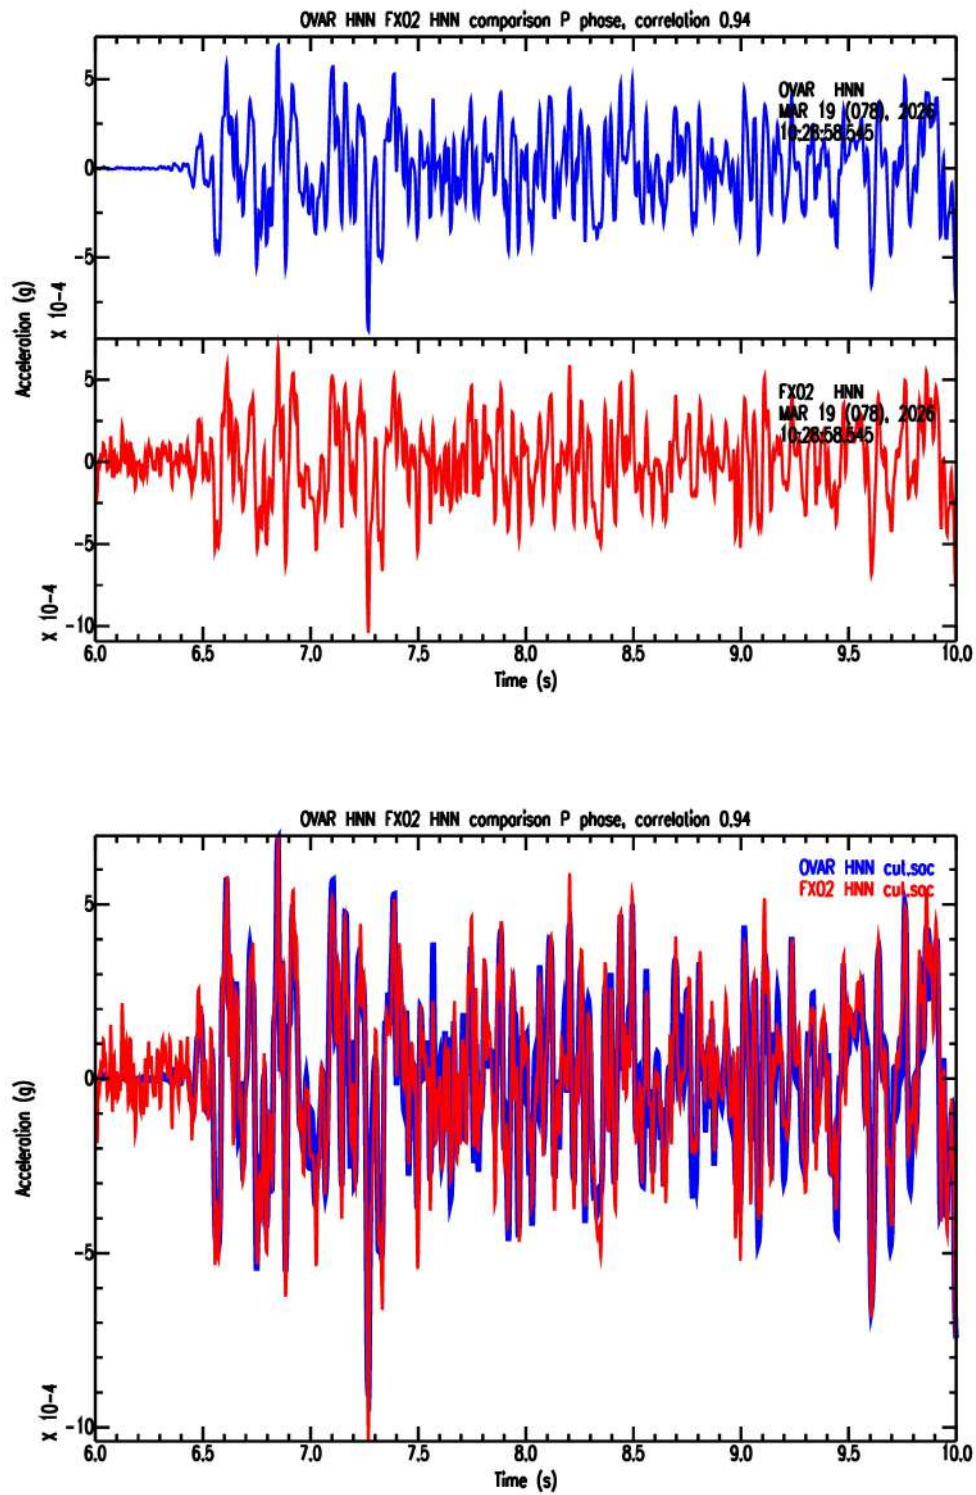 OVAR HNN FX02 HNN comparison P phase, correlation 0.94
5
0
-5
Acceleration (g)
X 10-4
OVAR HNN
MAR 19 (078), 2026
10:28:58.545
5
0
-5
-10
X 10-4
FX02 HNN
MAR 19 (078), 2026
10:28:58.545
6.0 6.5 7.0 7.5 8.0 8.5 9.0 9.5 10.0
Time (s)
OVAR HNN FX02 HNN comparison P phase, correlation 0.94
OVAR HNN cul.soc
FX02 HNN cul.soc
5
0
-5
-10
Acceleration (g)
X 10-4
6.0 6.5 7.0 7.5 8.0 8.5 9.0 9.5 10.0
Time (s)